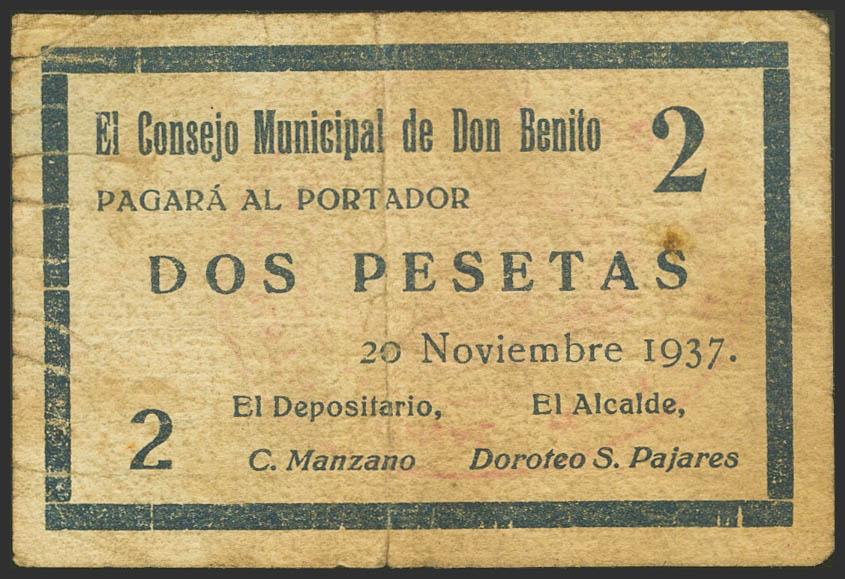 El Consejo Municipal de Don Benito 2
PAGARÁ AL PORTADOR
DOS PESETAS
20 Noviembre 1937.
El Depositario, El Alcalde,
2 C. Manzano Doroteo S. Pajares